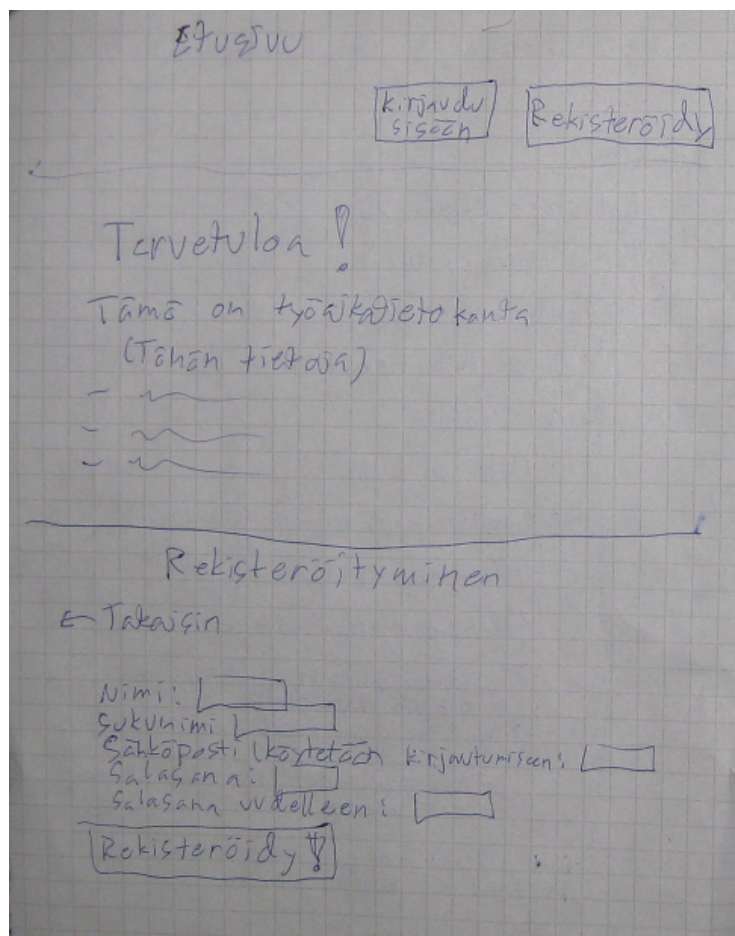 Etusivu
Kirjaudu
sisään
Rekisteröidy
Tervetuloa!
Tämä on työaikatietokanta
(Tähän tietoja)
-
-
-
Rekisteröityminen
← Takaisin
Nimi:
Sukunimi
Sähköposti (käytetään kirjautumiseen:
Salasana:
Salasana uudelleen:
Rekisteröidy!